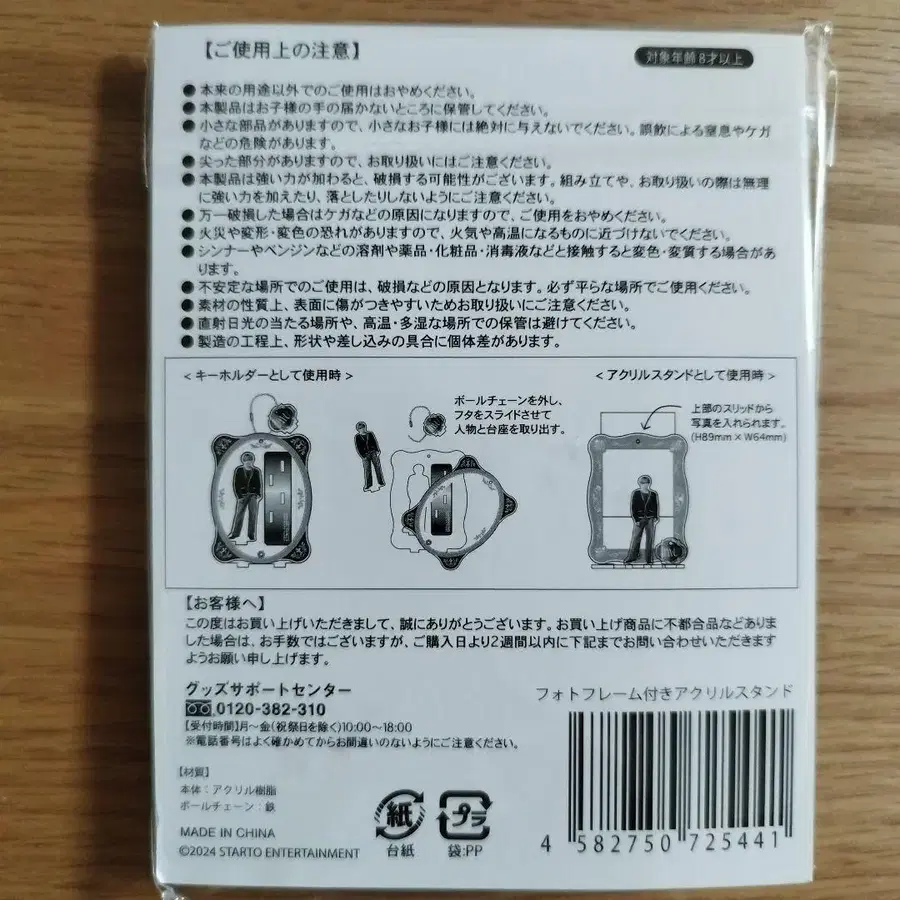 【ご使用上の注意】
対象年齢8才以上
●本来の用途以外でのご使用はおやめください。
●本製品はお子様の手の届かないところに保管してください。
●小さな部品がありますので、小さなお子様には絶対に与えないでください。誤飲による窒息やケガ
などの危険があります。
●尖った部分がありますので、お取り扱いにはご注意ください。
●本製品は強い力が加わると、破損する可能性がございます。組み立てや、お取り扱いの際は無理
に強い力を加えたり、落としたりしないようにご注意ください。
●万一破損した場合はケガなどの原因になりますので、ご使用をおやめください。
●火災や変形・変色の恐れがありますので、火気や高温になるものに近づけないでください。
●シンナーやベンジンなどの溶剤や薬品・化粧品・消毒液などと接触すると変色・変質する場合があ
ります。
●不安定な場所でのご使用は、破損などの原因となります。必ず平らな場所でご使用ください。
●素材の性質上、表面に傷がつきやすいためお取り扱いにご注意ください。
●直射日光の当たる場所や、高温・多湿な場所での保管は避けてください。
●製造の工程上、形状や差し込みの具合に個体差があります。
<キーホルダーとして使用時>
ボールチェーンを外し、
フタをスライドさせて
人物と台座を取り出す。
<アクリルスタンドとして使用時>
上部のスリッドから
写真を入れられます。
(H89mm×W64mm)
【お客様へ】
この度はお買い上げいただきまして、誠にありがとうございます。お買い上げ商品に不都合品などありま
した場合は、お手数ではございますが、ご購入日より2週間以内に下記までお問い合わせいただきます
ようお願い申し上げます。
グッズサポートセンター
0120-382-310
【受付時間】月～金(祝祭日を除く)10:00～18:00
※電話番号はよく確かめてからお間違いのないようにご注意ください。
フォトフレーム付きアクリルスタンド
【材質】
本体:アクリル樹脂
ボールチェーン:鉄
MADE IN CHINA
©2024 STARTO ENTERTAINMENT
紙
台紙
プラ
袋:PP
4 582750 725441